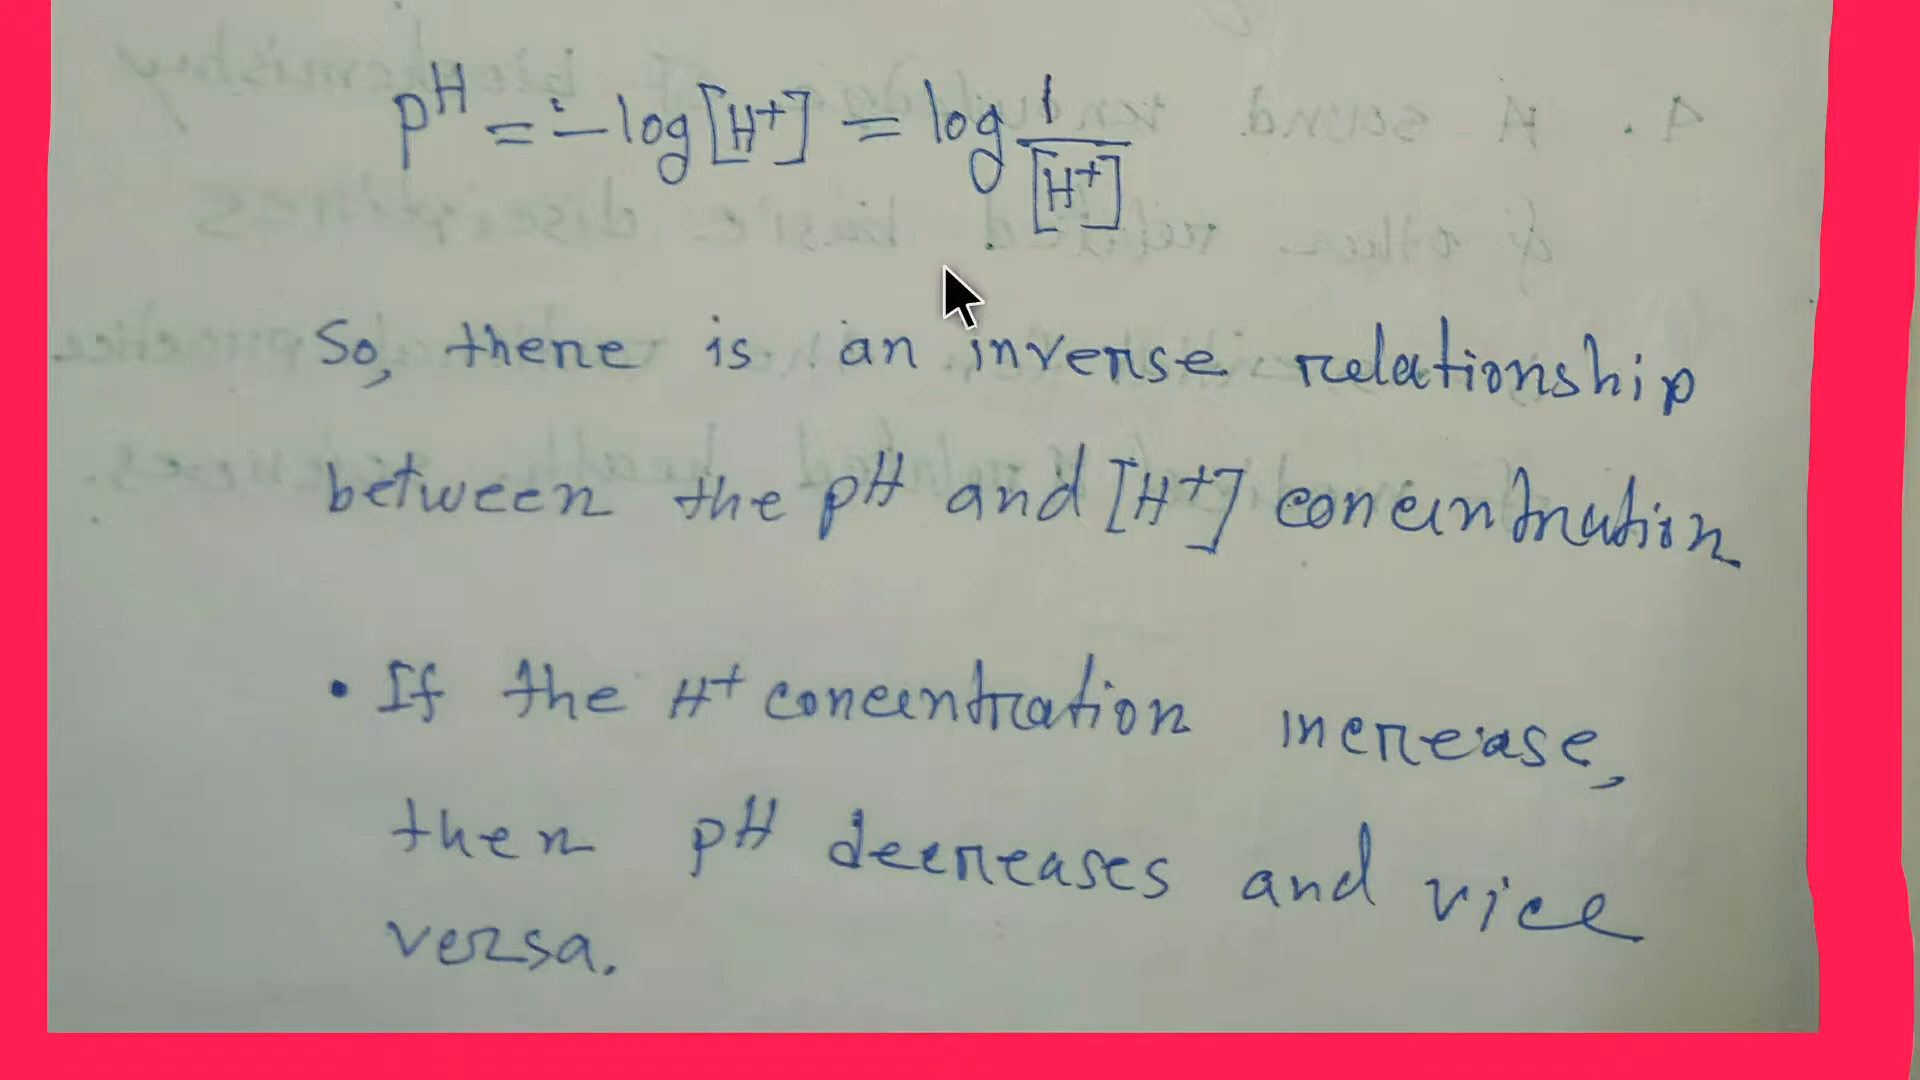 pH = -log[H+] = log 1/[H+]
So, there is an inverse relationship
between the pH and [H+] concentration
• If the H+ concentration increase,
then pH decreases and vice
versa.